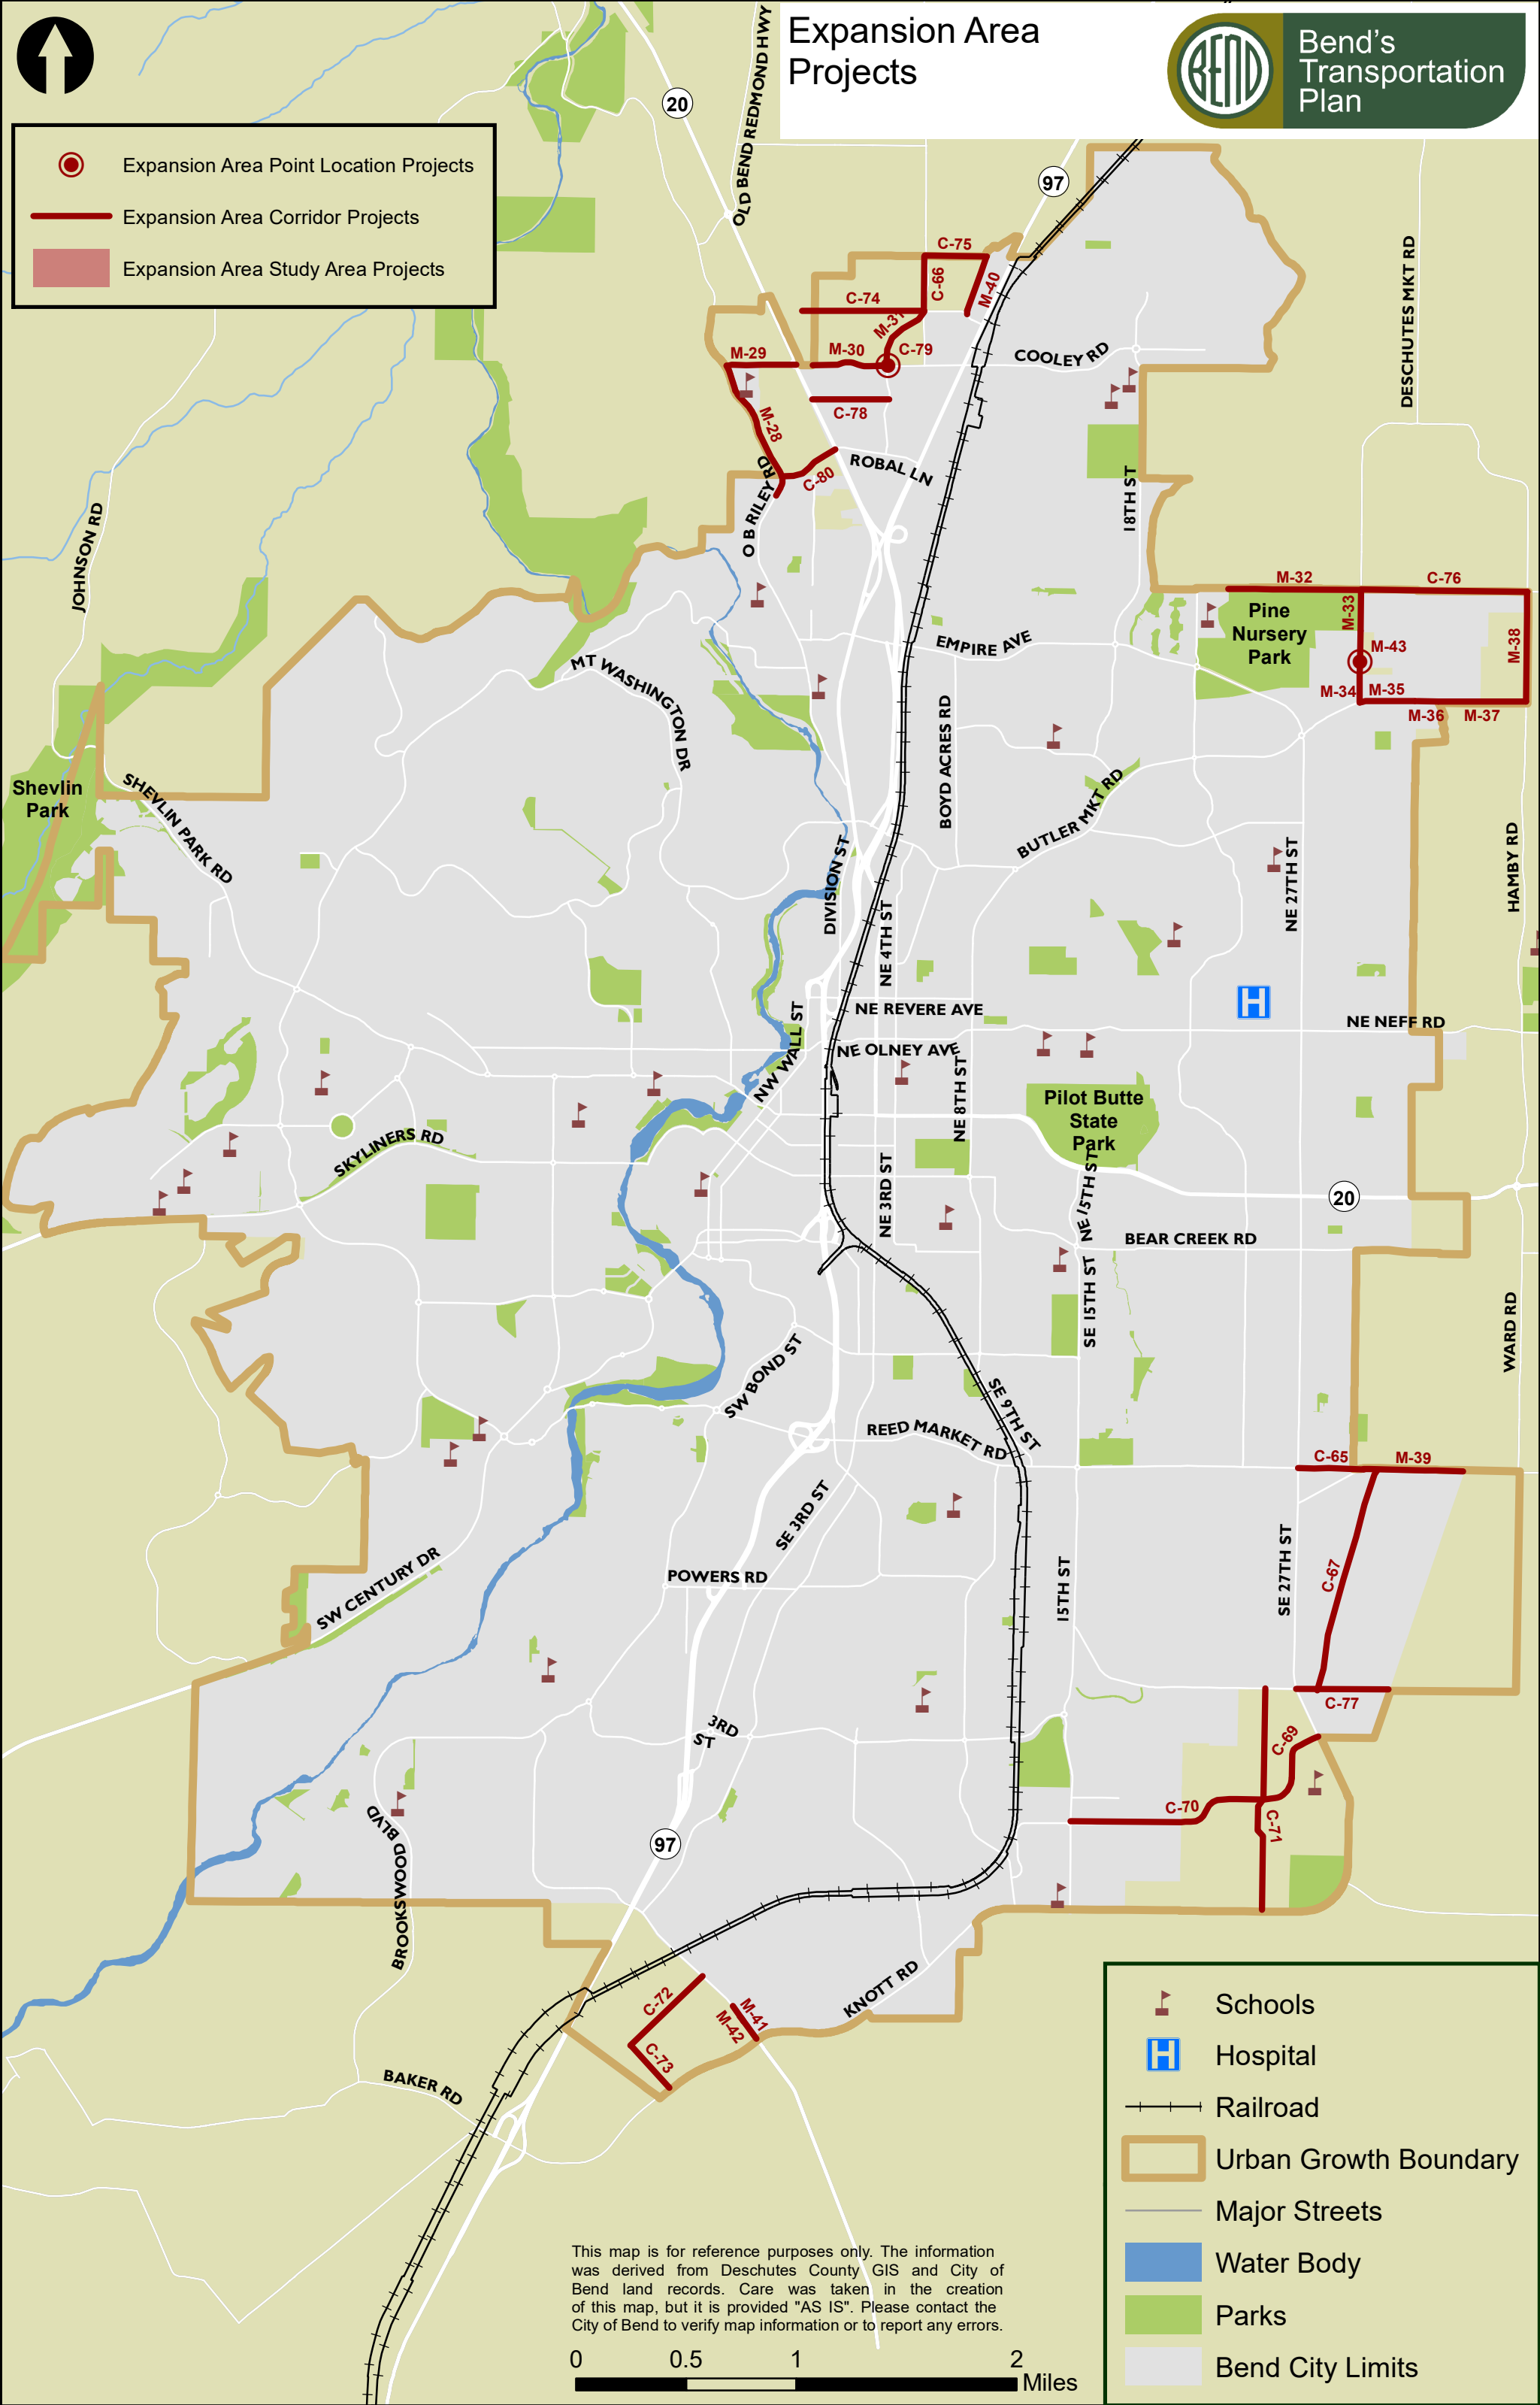 Expansion Area
Projects
BEND
Bend's
Transportation
Plan
Expansion Area Point Location Projects
Expansion Area Corridor Projects
Expansion Area Study Area Projects
20
OLD BEND REDMOND HWY
97
DESCHUTES MKT RD
C-75
C-66
M-40
C-74
M-31
M-29
M-30
C-79
COOLEY RD
C-78
M-28
C-80
ROBAL LN
O B RILEY RD
18TH ST
JOHNSON RD
M-32
C-76
M-33
Pine
Nursery
Park
M-43
M-38
M-34
M-35
M-36
M-37
EMPIRE AVE
MT WASHINGTON DR
BOYD ACRES RD
Shevlin
Park
SHEVLIN PARK RD
BUTLER MKT RD
DIVISION ST
NE 27TH ST
HAMBY RD
NE 4TH ST
NE REVERE AVE
NE NEFF RD
NW WALL ST
NE OLNEY AVE
NE 8TH ST
Pilot Butte
State
Park
SKYLINERS RD
NE 3RD ST
NE 15TH ST
20
BEAR CREEK RD
SE 15TH ST
WARD RD
SW BOND ST
SE 9TH ST
REED MARKET RD
C-65
M-39
SE 3RD ST
SE 27TH ST
C-67
SW CENTURY DR
POWERS RD
15TH ST
C-77
3RD
ST
C-69
C-70
C-71
BROOKSWOOD BLVD
97
KNOTT RD
C-72
M-41
M-42
C-73
BAKER RD
Schools
Hospital
Railroad
Urban Growth Boundary
Major Streets
Water Body
Parks
Bend City Limits
This map is for reference purposes only. The information
was derived from Deschutes County GIS and City of
Bend land records. Care was taken in the creation
of this map, but it is provided "AS IS". Please contact the
City of Bend to verify map information or to report any errors.
0 0.5 1 2
Miles